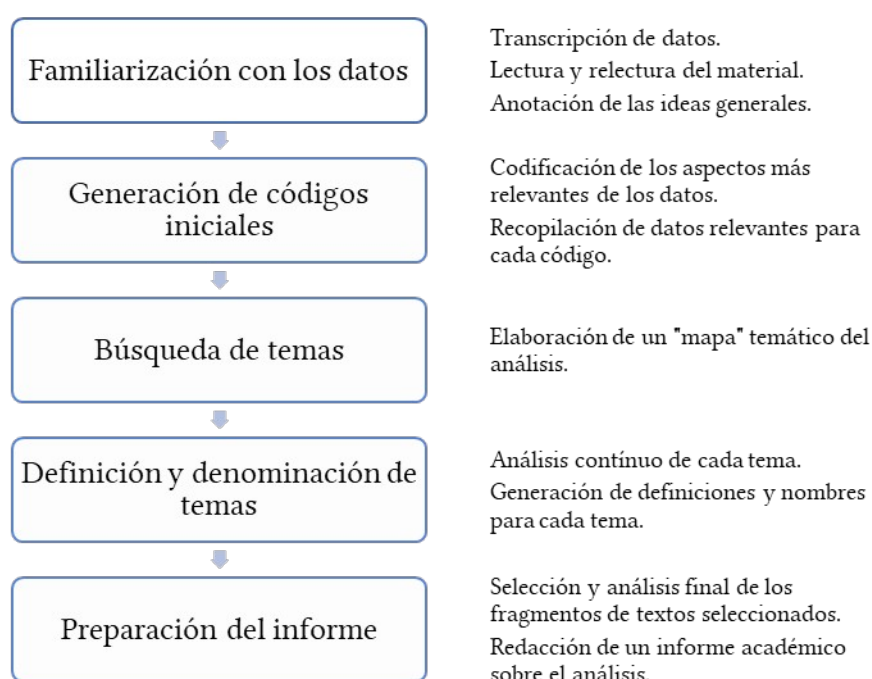 Familiarización con los datos
Transcripción de datos.
Lectura y relectura del material.
Anotación de las ideas generales.
Generación de códigos
iniciales
Codificación de los aspectos más
relevantes de los datos.
Recopilación de datos relevantes para
cada código.
Búsqueda de temas
Elaboración de un "mapa" temático del
análisis.
Definición y denominación de
temas
Análisis contínuo de cada tema.
Generación de definiciones y nombres
para cada tema.
Preparación del informe
Selección y análisis final de los
fragmentos de textos seleccionados.
Redacción de un informe académico
sobre el análisis.